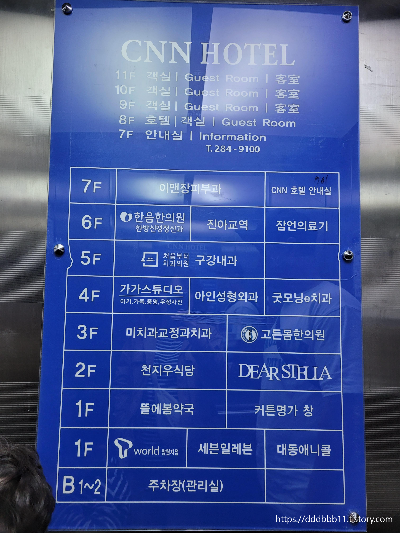 CNN HOTEL
11F 객실 | Guest Room | 客室
10F 객실 | Guest Room | 客室
9F 객실 | Guest Room | 客室
8F 호텔 | 객실 | Guest Room
7F 안내실 | Information
T. 284-9100
7F 이맨장피부과 CNN 호텔 안내실
6F 한음한의원 진아교역 잠언의료기
5F 구강내과
4F 가가스튜디오 아인성형외과 굿모닝e치과
3F 미치과교정과치과 고든몸한의원
2F 천지우식당 DEAR STELLA
1F 뜰에봄약국 커튼명가 창
1F T world 세븐일레븐 대동애니콜
B 1~2 주차장(관리실)
https://dddbbb11.tistory.com